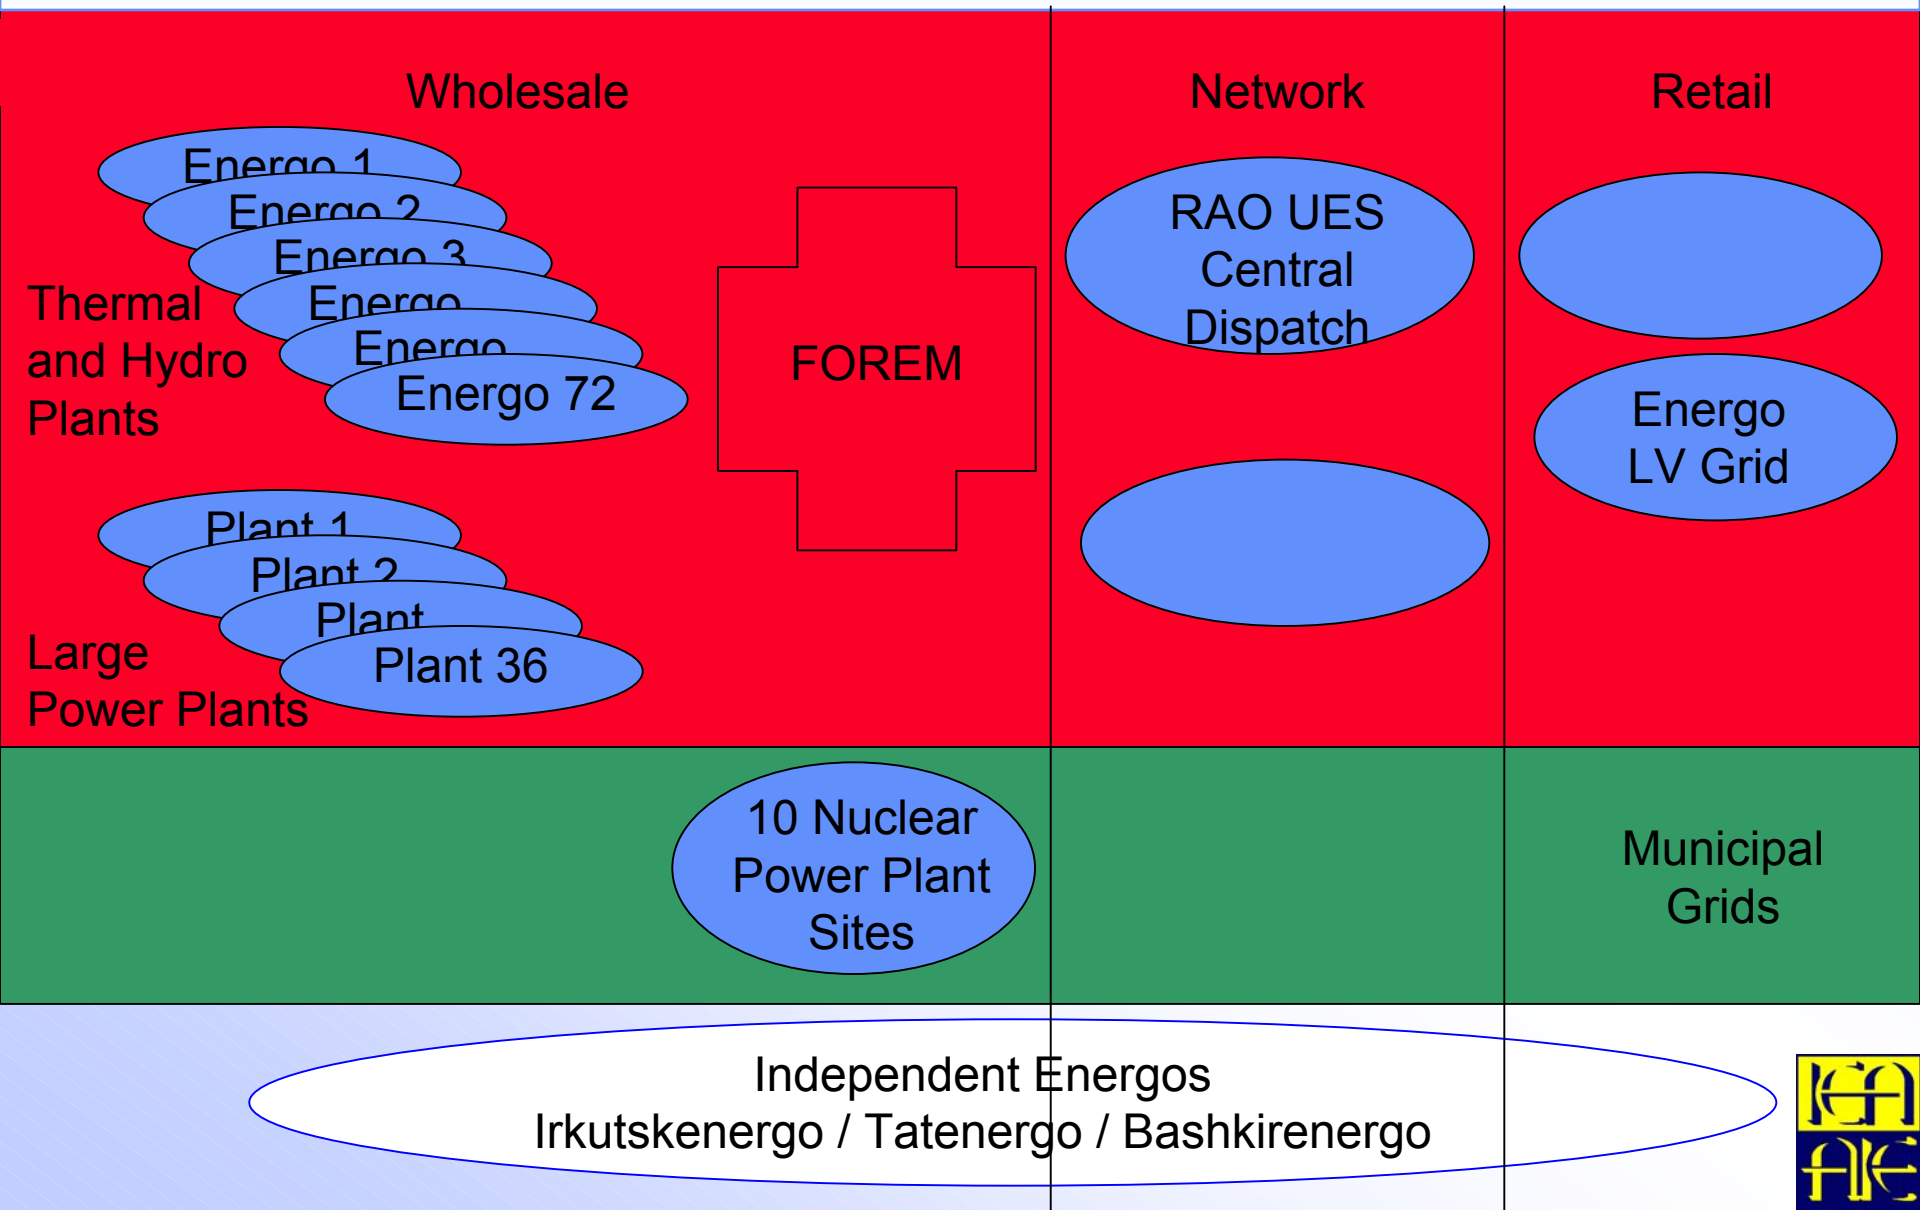 Wholesale
Network
Retail
Energo 1
Energo 2
Energo 3
Energo
Energo
Energo 72
Thermal
and Hydro
Plants
FOREM
RAO UES
Central
Dispatch
Energo
LV Grid
Plant 1
Plant 2
Plant
Plant 36
Large
Power Plants
10 Nuclear
Power Plant
Sites
Municipal
Grids
Independent Energos
Irkutskenergo / Tatenergo / Bashkirenergo
IEA
AIE